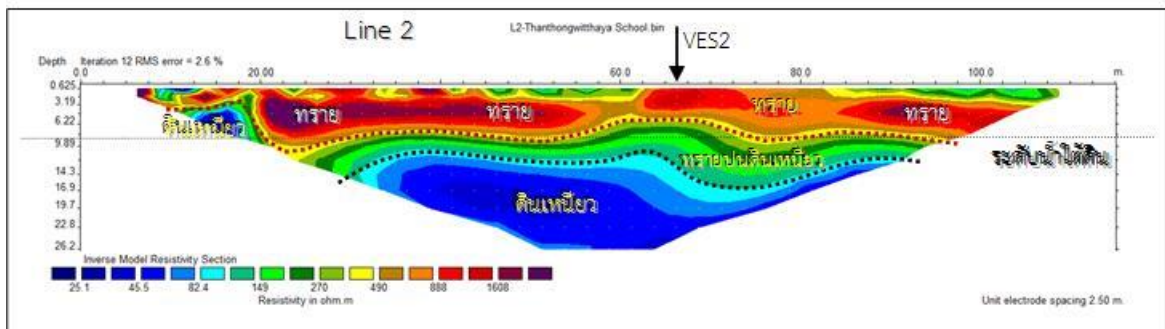 Line 2
L2-Thanthongwitthaya School.bin
VES2
Depth Iteration 12 RMS error = 2.6 %
0.0 20.00 60.0 80.0 100.0 m.
0.625
3.19
6.22
9.89
14.3
16.9
19.7
22.8
26.2
ทราย ทราย ทราย ทราย
ดินเหนียว
ทรายปนดินเหนียว
ระดับน้ำใต้ดิน
ดินเหนียว
Inverse Model Resistivity Section
25.1 45.5 82.4 149 270 490 888 1608
Resistivity in ohm.m
Unit electrode spacing 2.50 m.